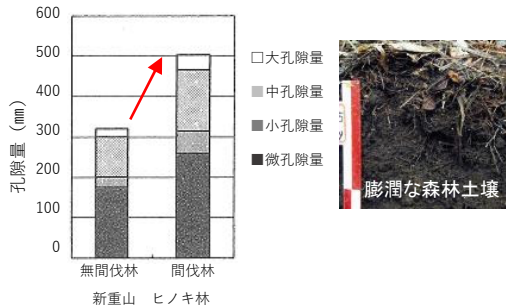 孔隙量（mm）
600
500
400
300
200
100
0
無間伐林
間伐林
新重山 ヒノキ林
大孔隙量
中孔隙量
小孔隙量
微孔隙量
膨潤な森林土壌